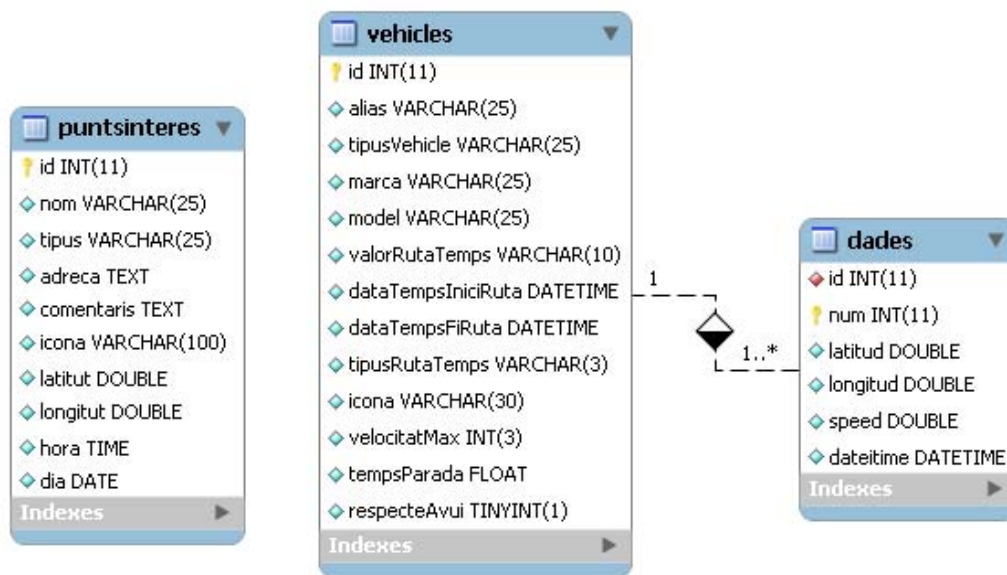 puntsinteres
id INT(11)
nom VARCHAR(25)
tipus VARCHAR(25)
adreca TEXT
comentaris TEXT
icona VARCHAR(100)
latitut DOUBLE
longitut DOUBLE
hora TIME
dia DATE
Indexes
vehicles
id INT(11)
alias VARCHAR(25)
tipusVehicle VARCHAR(25)
marca VARCHAR(25)
model VARCHAR(25)
valorRutaTemps VARCHAR(10)
dataTempsIniciRuta DATETIME
dataTempsFiRuta DATETIME
tipusRutaTemps VARCHAR(3)
icona VARCHAR(30)
velocitatMax INT(3)
tempsParada FLOAT
respecteAvui TINYINT(1)
Indexes
1
1..*
dades
id INT(11)
num INT(11)
latitud DOUBLE
longitud DOUBLE
speed DOUBLE
dateitime DATETIME
Indexes